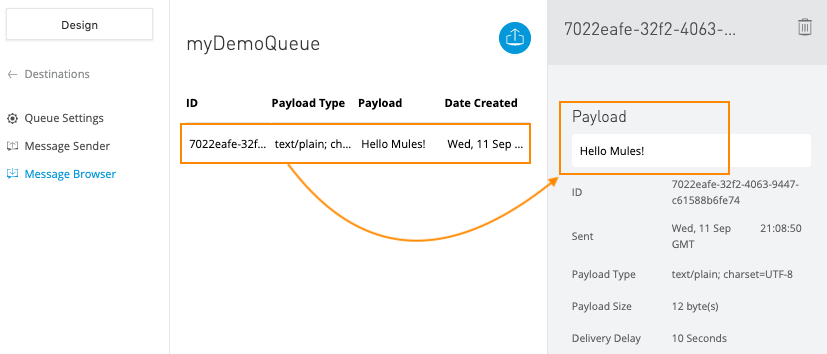 Design
Destinations
Queue Settings
Message Sender
Message Browser
myDemoQueue
ID Payload Type Payload Date Created
7022eafe-32f... text/plain; ch... Hello Mules! Wed, 11 Sep ...
7022eafe-32f2-4063-...
Payload
Hello Mules!
ID 7022eafe-32f2-4063-9447-
c61588b6fe74
Sent Wed, 11 Sep 21:08:50
GMT
Payload Type text/plain; charset=UTF-8
Payload Size 12 byte(s)
Delivery Delay 10 Seconds